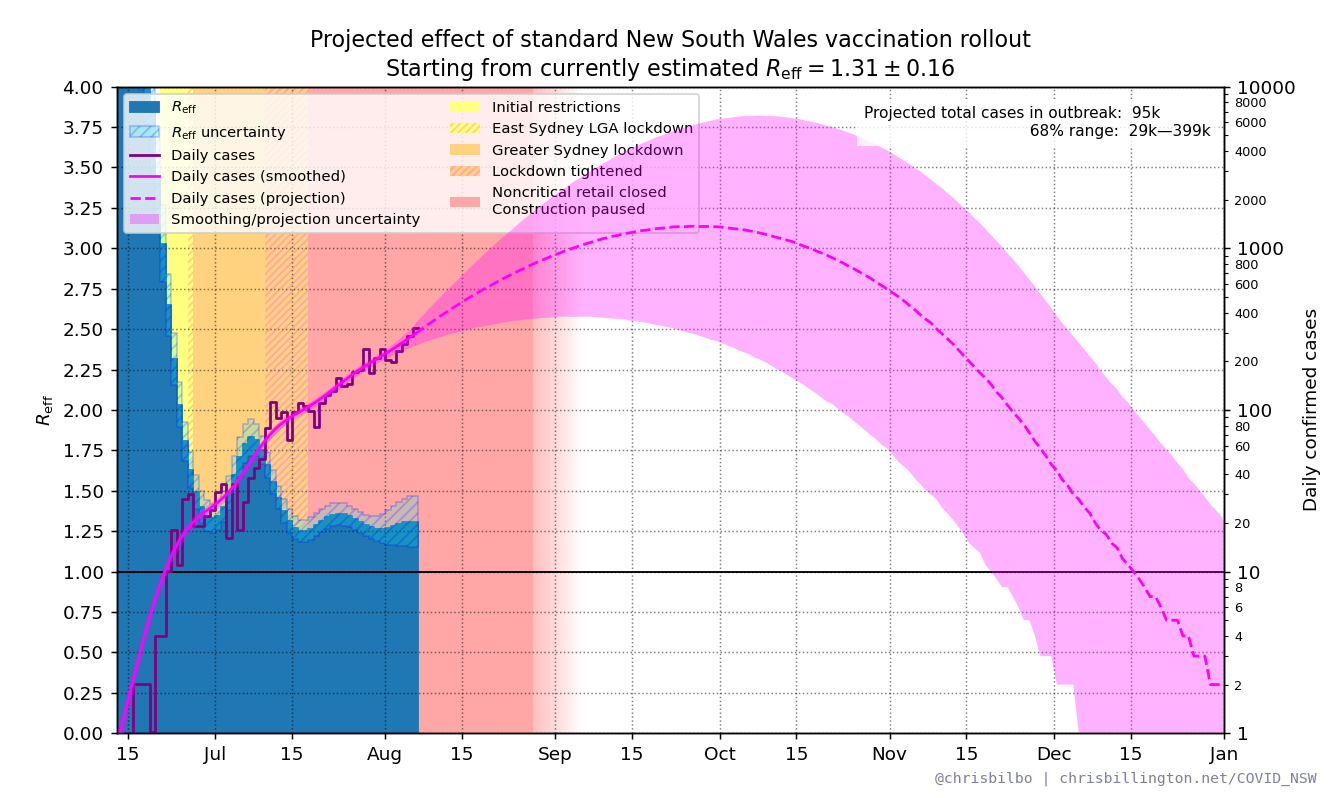 Projected effect of standard New South Wales vaccination rollout
Starting from currently estimated R_eff = 1.31 ± 0.16
R_eff
R_eff uncertainty
Daily cases
Daily cases (smoothed)
Daily cases (projection)
Smoothing/projection uncertainty
Initial restrictions
East Sydney LGA lockdown
Greater Sydney lockdown
Lockdown tightened
Noncritical retail closed
Construction paused
Projected total cases in outbreak: 95k
68% range: 29k—399k
4.00
3.75
3.50
3.25
3.00
2.75
2.50
2.25
2.00
1.75
1.50
1.25
1.00
0.75
0.50
0.25
0.00
R_eff
10000
8000
6000
4000
2000
1000
800
600
400
200
100
80
60
40
20
10
8
6
4
2
1
Daily confirmed cases
15 Jul 15 Aug 15 Sep 15 Oct 15 Nov 15 Dec 15 Jan
@chrisbilbo | chrisbillington.net/COVID_NSW